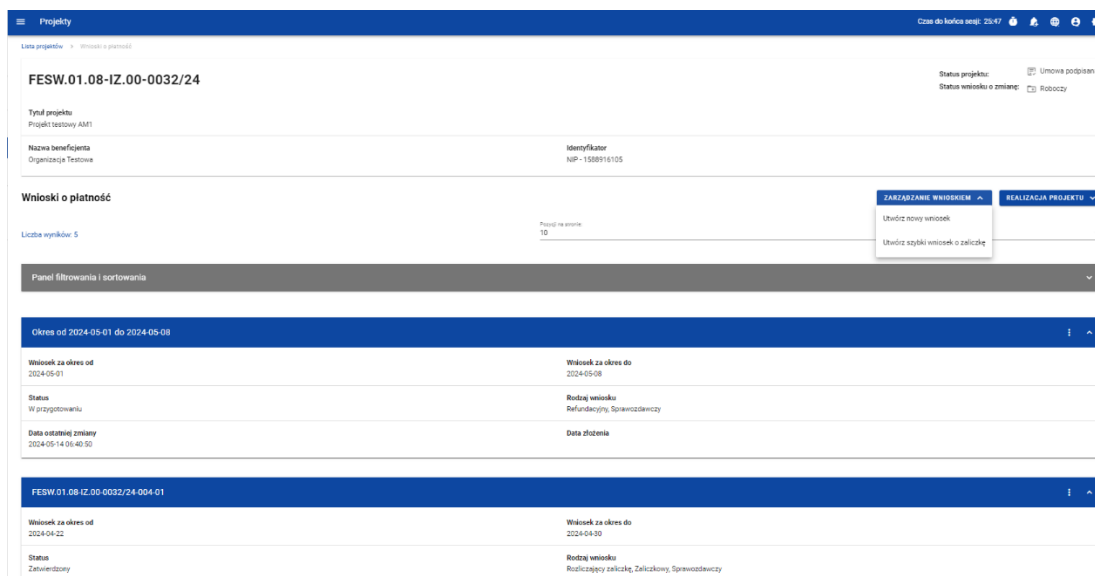 Projekty
Czas do końca sesji: 25:47
Lista projektów > Wnioski o płatność
FESW.01.08-IZ.00-0032/24
Status projektu: Umowa podpisan
Status wniosku o zmianę: Roboczy
Tytuł projektu
Projekt testowy AM1
Nazwa beneficjenta
Identyfikator
Organizacja Testowa
NIP - 1588916105
Wnioski o płatność
ZARZĄDZANIE WNIOSKIEM
REALIZACJA PROJEKTU
Utwórz nowy wniosek
Utwórz szybki wniosek o zaliczkę
Liczba wyników: 5
Pozycji na stronie:
10
Panel filtrowania i sortowania
Okres od 2024-05-01 do 2024-05-08
Wniosek za okres od
Wniosek za okres do
2024-05-01
2024-05-08
Status
Rodzaj wniosku
W przygotowaniu
Refundacyjny, Sprawozdawczy
Data ostatniej zmiany
Data złożenia
2024-05-14 06:40:50
FESW.01.08-IZ.00-0032/24-004-01
Wniosek za okres od
Wniosek za okres do
2024-04-22
2024-04-30
Status
Rodzaj wniosku
Zatwierdzony
Rozliczający zaliczkę, Zaliczkowy, Sprawozdawczy